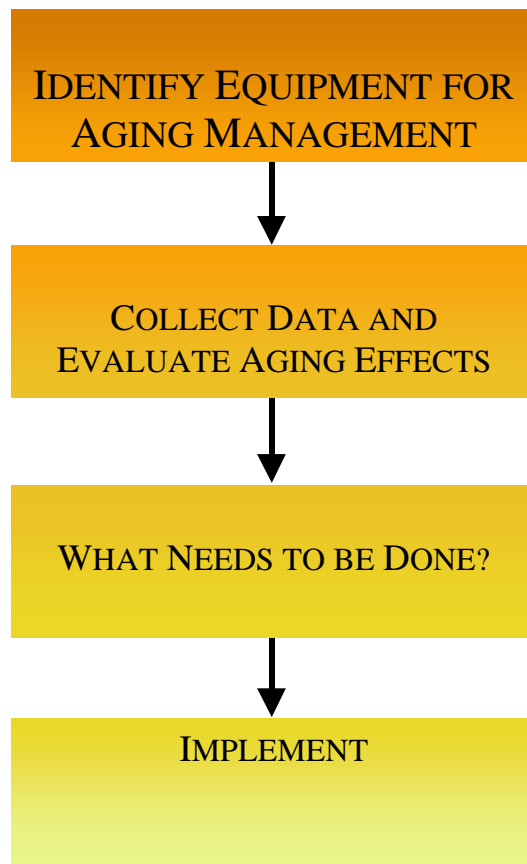 IDENTIFY EQUIPMENT FOR
AGING MANAGEMENT
COLLECT DATA AND
EVALUATE AGING EFFECTS
WHAT NEEDS TO BE DONE?
IMPLEMENT